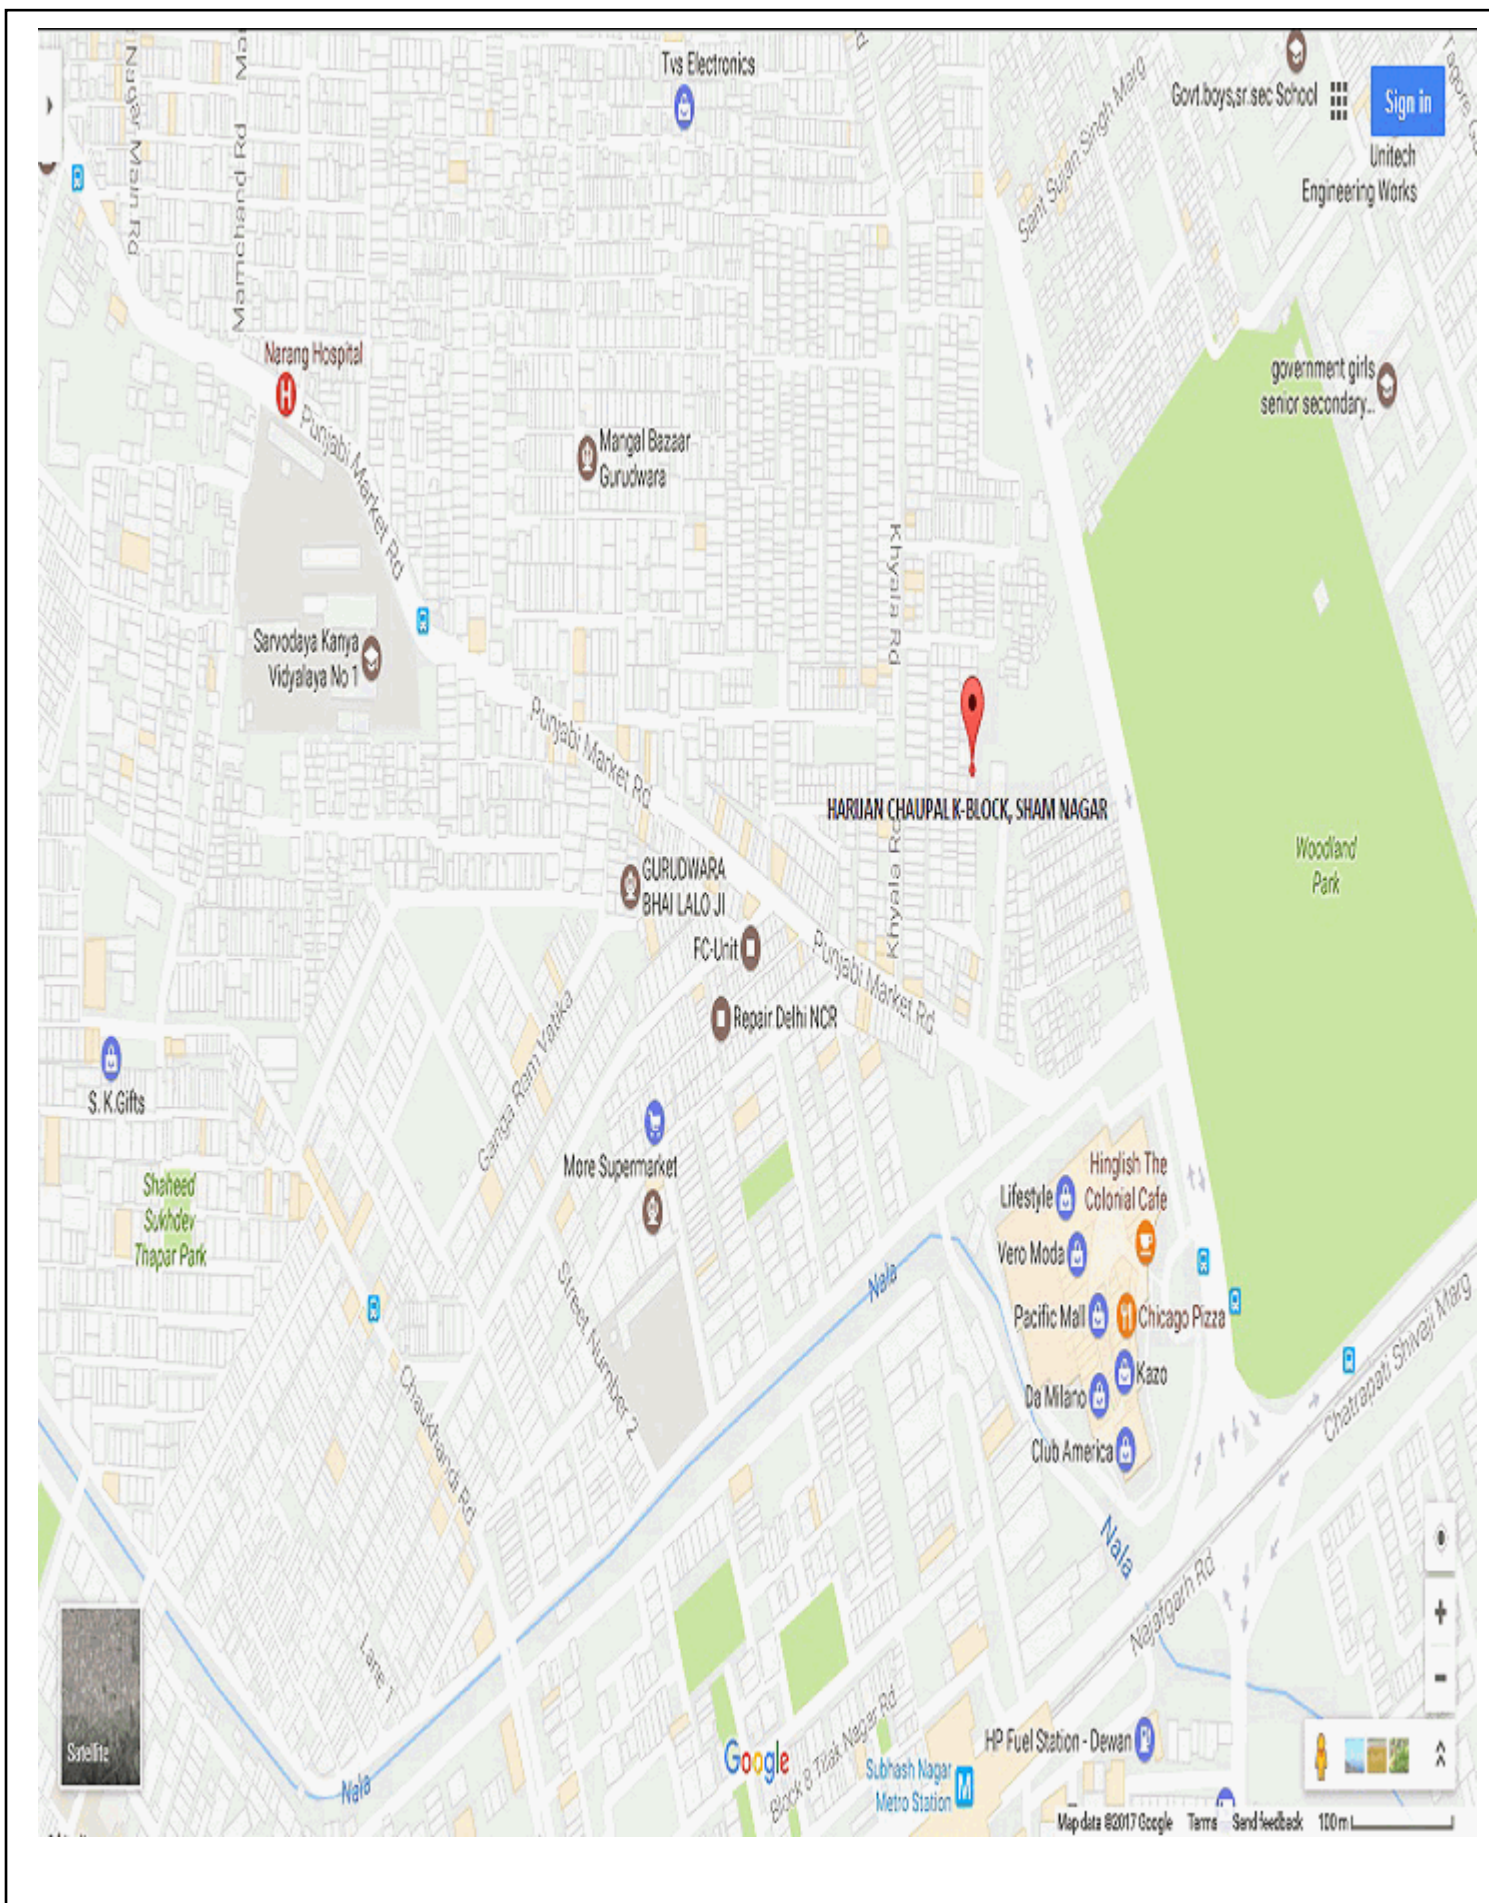 Nagar Main Rd
Mamchand Rd
Tvs Electronics
Sant Sujan Singh Marg
Govt.boys,sr.sec School
Sign in
Unitech
Engineering Works
Narang Hospital
Punjabi Market Rd
Mangal Bazaar
Gurudwara
government girls
senior secondary...
Khyala Rd
Sarvodaya Kanya
Vidyalaya No 1
Punjabi Market Rd
HARIJAN CHAUPAL K-BLOCK, SHAM NAGAR
Khyala Rd
Woodland
Park
GURUDWARA
BHAI LALO JI
FC-Unit
Punjabi Market Rd
Repair Delhi NCR
Ganga Ram Vatika
S. K.Gifts
More Supermarket
Shaheed
Sukhdev
Thapar Park
Hinglish The
Colonial Cafe
Lifestyle
Vero Moda
Nala
Pacific Mall
Chicago Pizza
Kazo
Da Milano
Club America
Street Number 2
Chaukhandi Rd
Chatrapati Shivaji Marg
Nala
Najafgarh Rd
Lane 1
Satellite
Nala
Google
Block 8 Tilak Nagar Rd
Subhash Nagar
Metro Station
HP Fuel Station - Dewan
Map data ©2017 Google Terms Send feedback 100 m